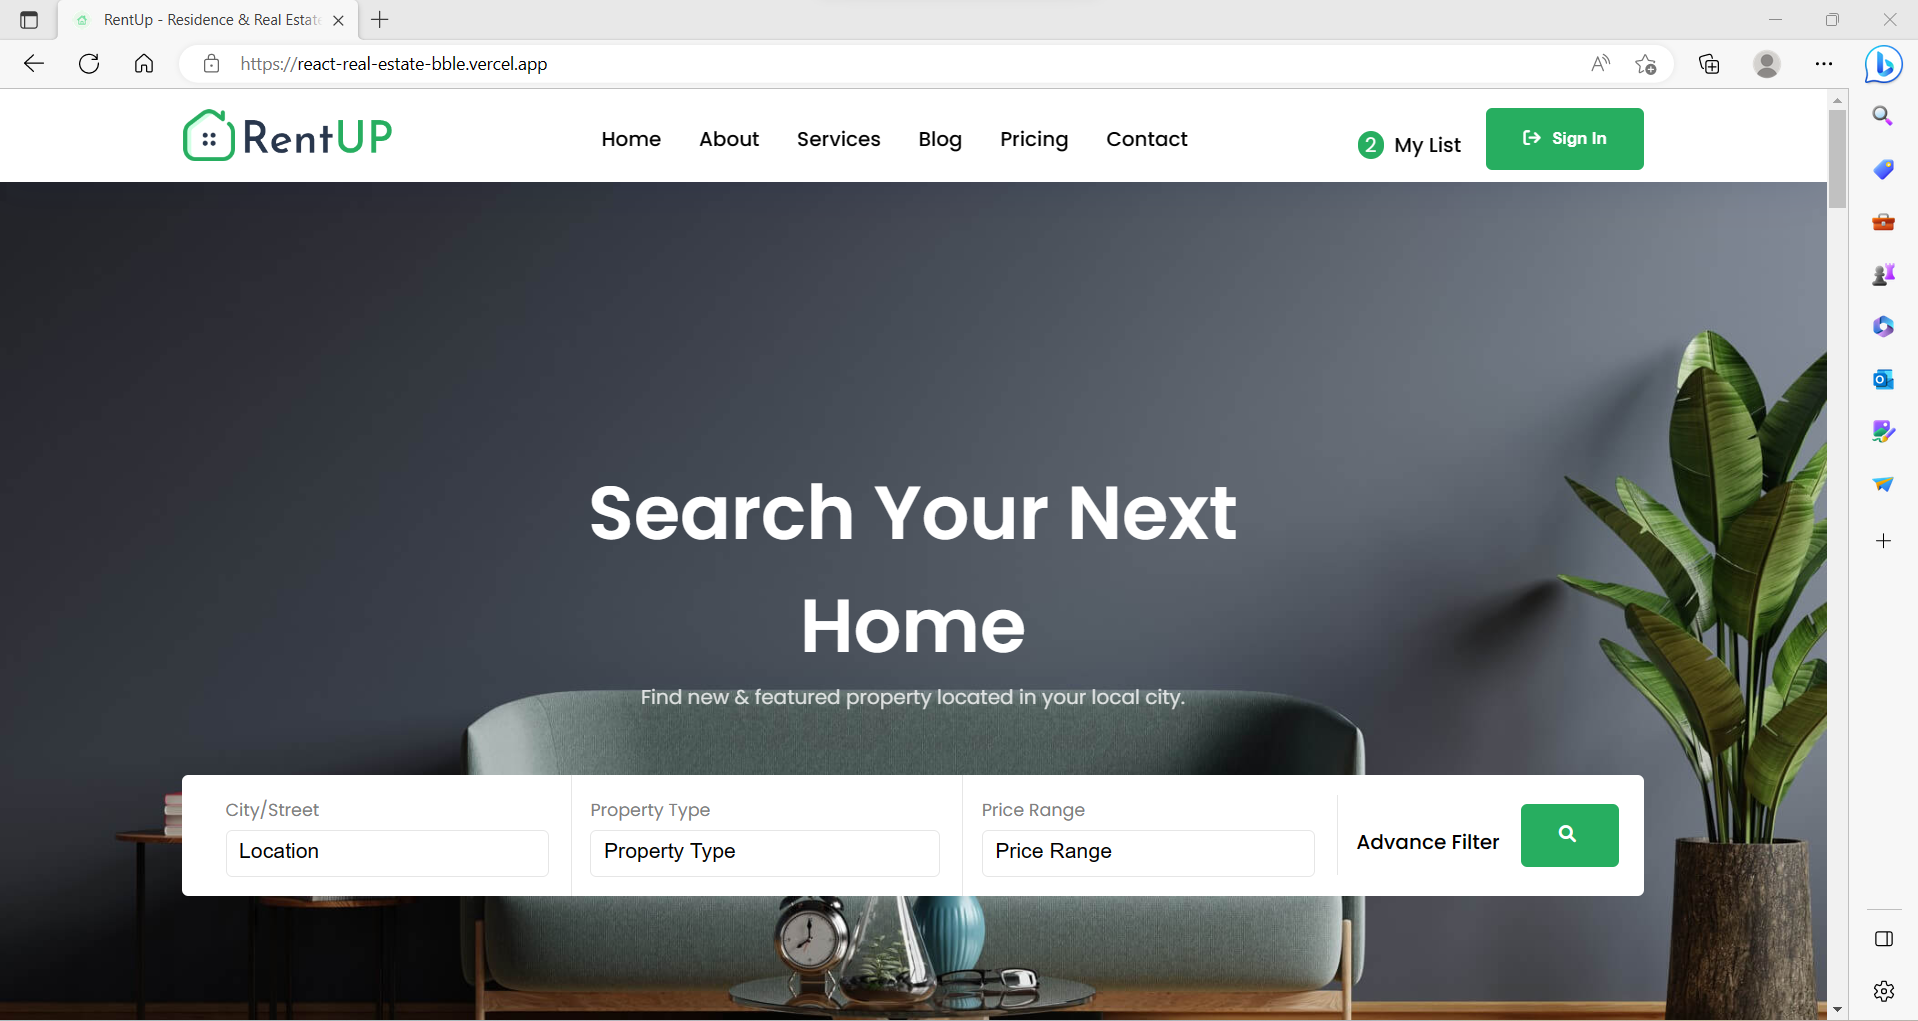 RentUp - Residence & Real Estate
https://react-real-estate-bble.vercel.app
RentUP
Home
About
Services
Blog
Pricing
Contact
2 My List
Sign In
Search Your Next
Home
Find new & featured property located in your local city.
City/Street
Location
Property Type
Property Type
Price Range
Price Range
Advance Filter